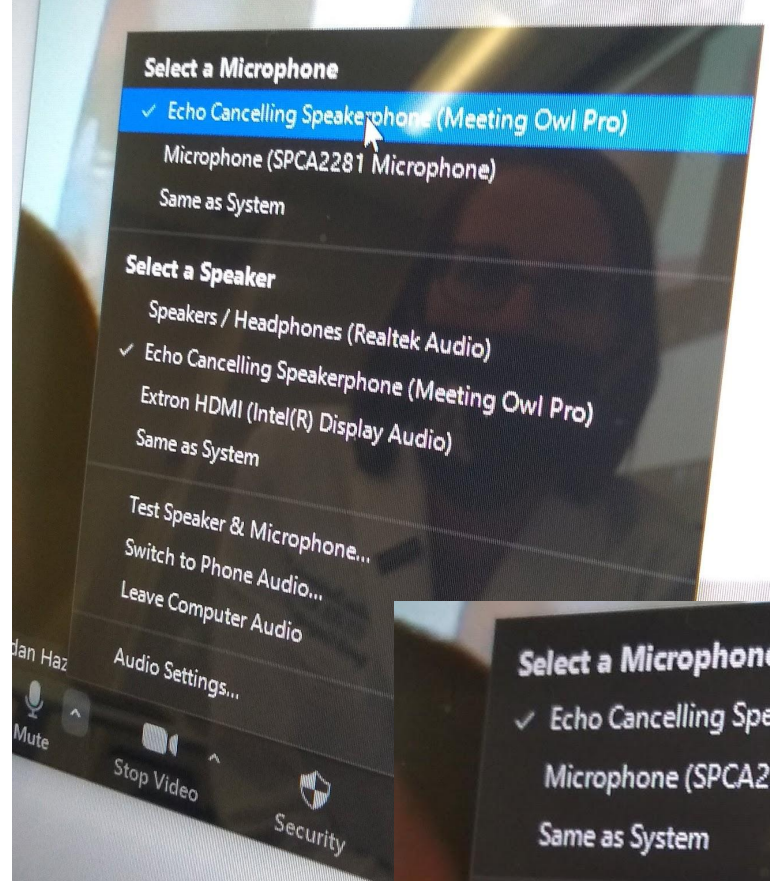 Select a Microphone
✓ Echo Cancelling Speakerphone (Meeting Owl Pro)
Microphone (SPCA2281 Microphone)
Same as System
Select a Speaker
Speakers / Headphones (Realtek Audio)
✓ Echo Cancelling Speakerphone (Meeting Owl Pro)
Extron HDMI (Intel(R) Display Audio)
Same as System
Test Speaker & Microphone...
Switch to Phone Audio...
Leave Computer Audio
Audio Settings...
dan Haz
Mute
Stop Video
Security
Select a Microphone
✓ Echo Cancelling Spe
Microphone (SPCA2
Same as System